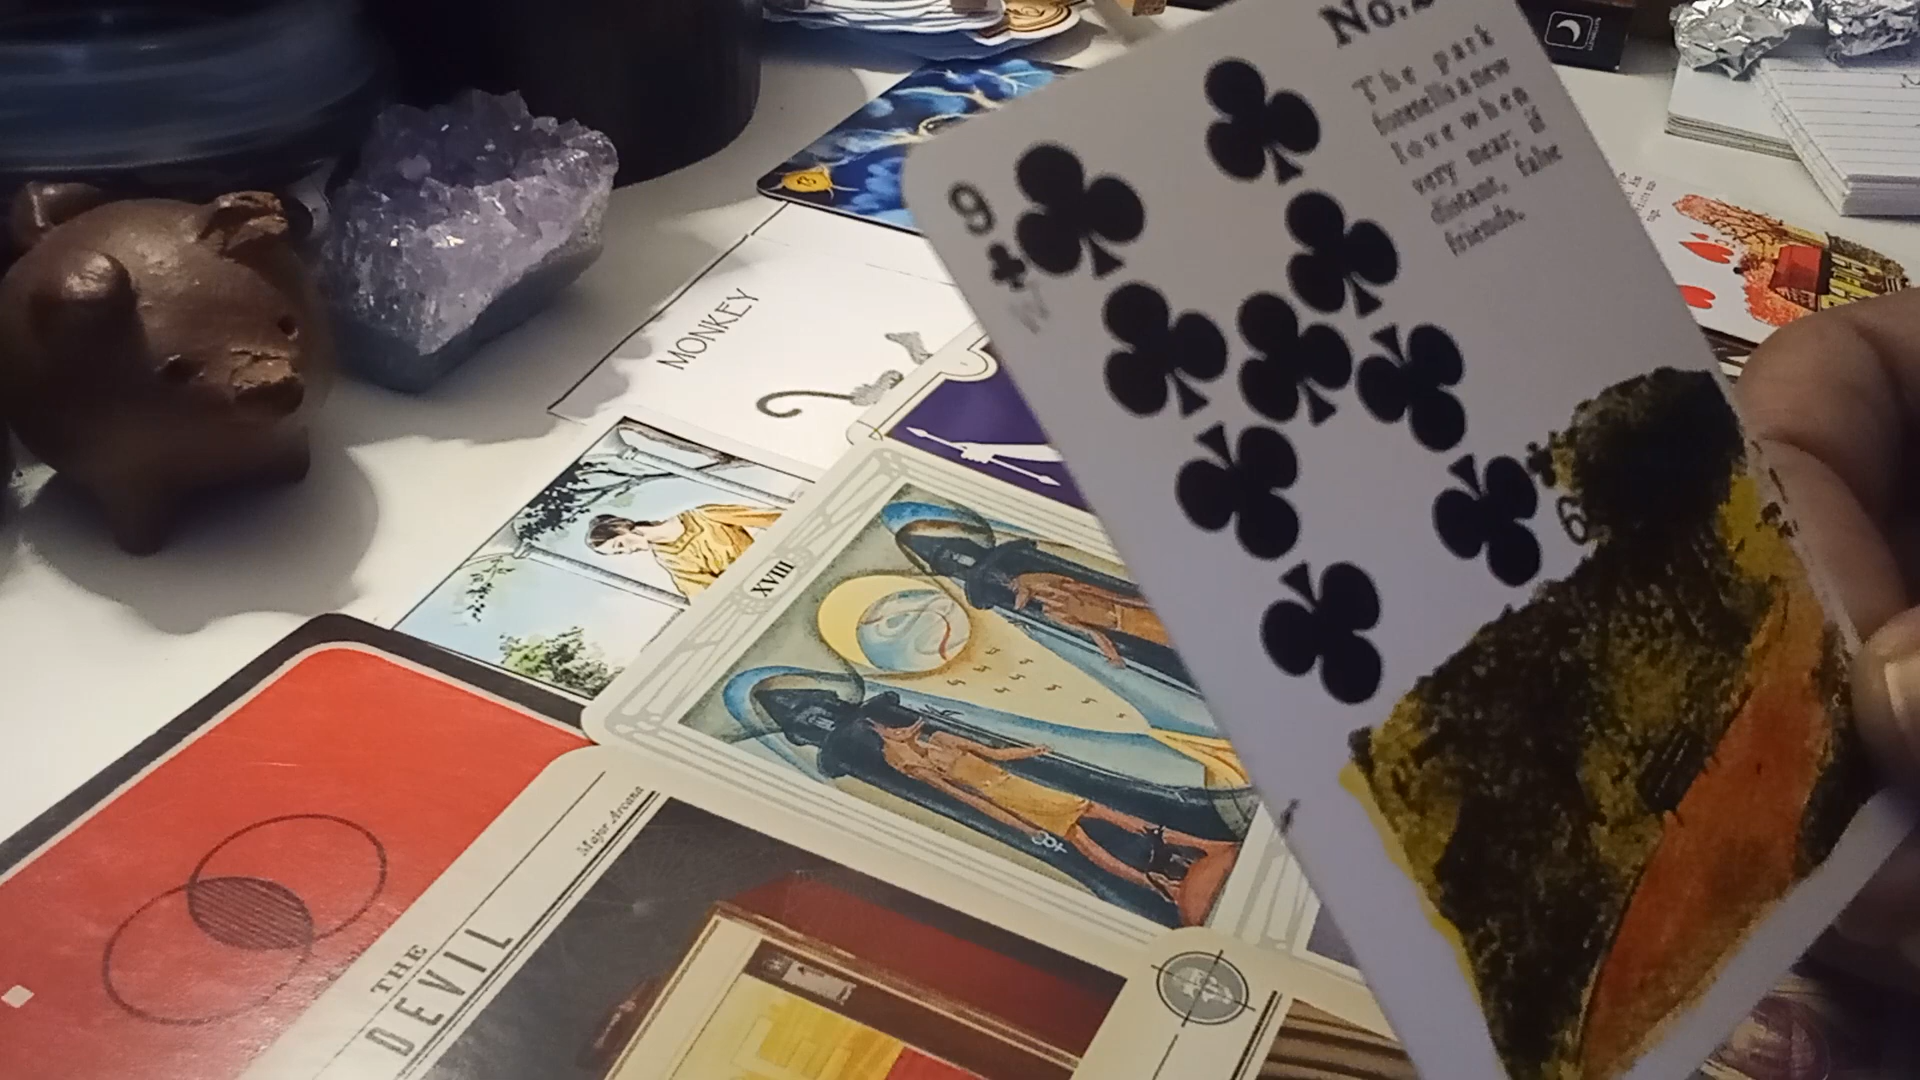 No.
The park
foretells a new
love when
very near; if
distant, false
friends.
9
9
MONKEY
XVIII
Major Arcana
THE
DEVIL